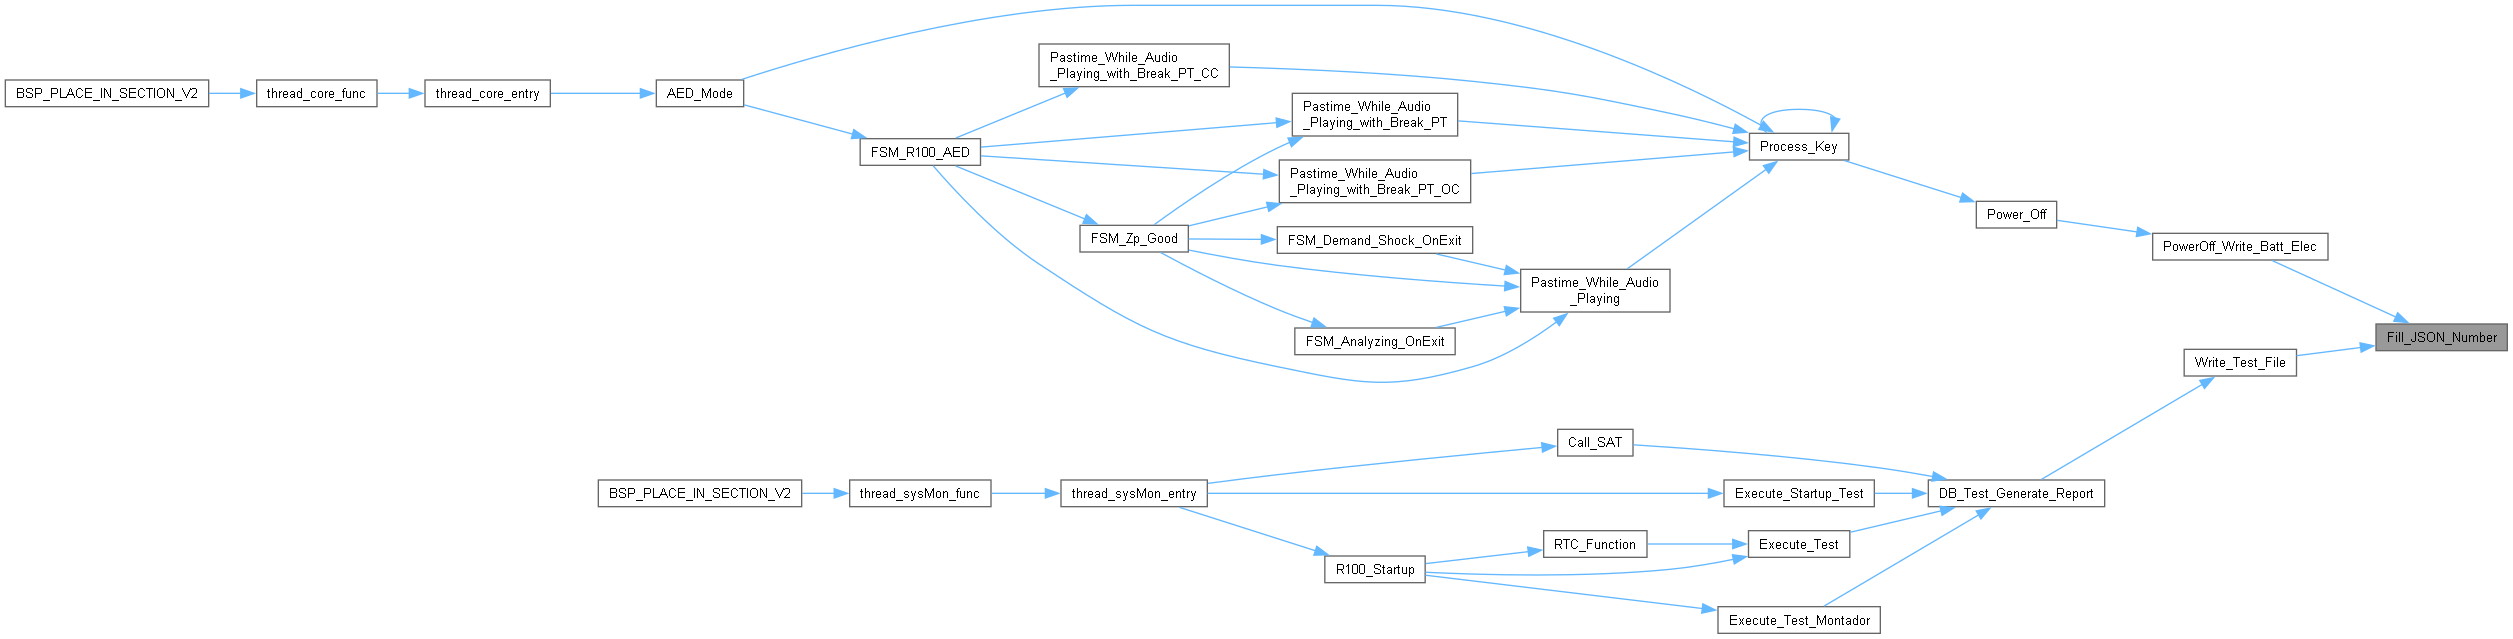 BSP_PLACE_IN_SECTION_V2
thread_core_func
thread_core_entry
AED_Mode
Pastime_While_Audio
_Playing_with_Break_PT_CC
FSM_R100_AED
Pastime_While_Audio
_Playing_with_Break_PT
Pastime_While_Audio
_Playing_with_Break_PT_OC
Process_Key
FSM_Zp_Good
FSM_Demand_Shock_OnExit
Pastime_While_Audio
_Playing
FSM_Analyzing_OnExit
Power_Off
PowerOff_Write_Batt_Elec
Fill_JSON_Number
Write_Test_File
Call_SAT
BSP_PLACE_IN_SECTION_V2
thread_sysMon_func
thread_sysMon_entry
Execute_Startup_Test
DB_Test_Generate_Report
RTC_Function
Execute_Test
R100_Startup
Execute_Test_Montador